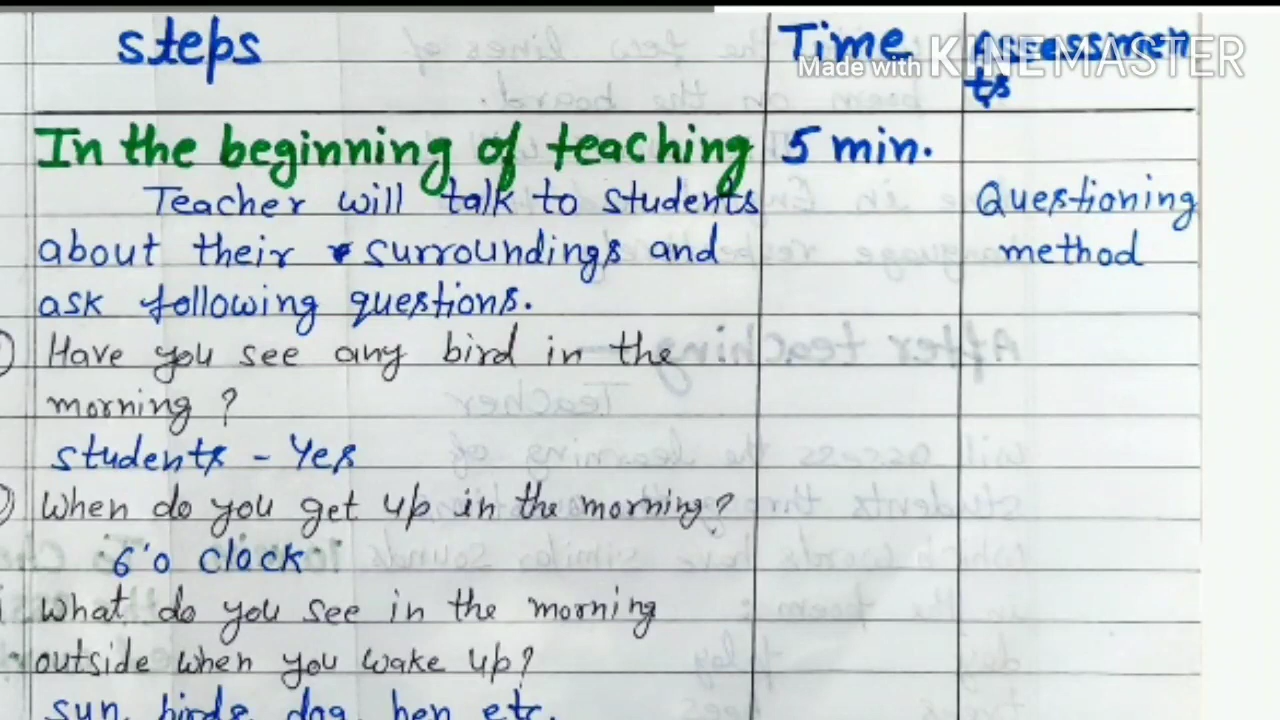 steps Time Assessmen
ts
Made with KINEMASTER
In the beginning of teaching 5 min.
Teacher will talk to students Questioning
about their surroundings and method
ask following questions.
Have you see any bird in the
morning ?
students - Yes
When do you get up in the morning?
6'o clock
What do you see in the morning
outside when you wake up?
sun, birds, dog, hen etc.